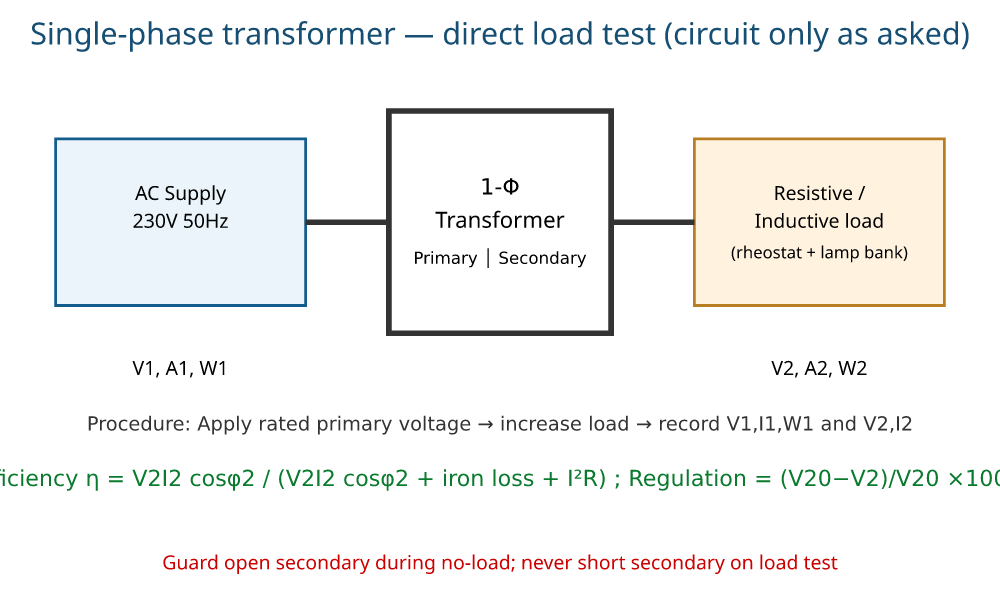 Single-phase transformer — direct load test (circuit only as asked)
AC Supply
230V 50Hz
1-Φ
Transformer
Primary | Secondary
Resistive /
Inductive load
(rheostat + lamp bank)
V1, A1, W1
V2, A2, W2
Procedure: Apply rated primary voltage → increase load → record V1,I1,W1 and V2,I2
η = V2I2 cosφ2 / (V2I2 cosφ2 + iron loss + I²R) ; Regulation = (V20−V2)/V20 ×100
Guard open secondary during no-load; never short secondary on load test